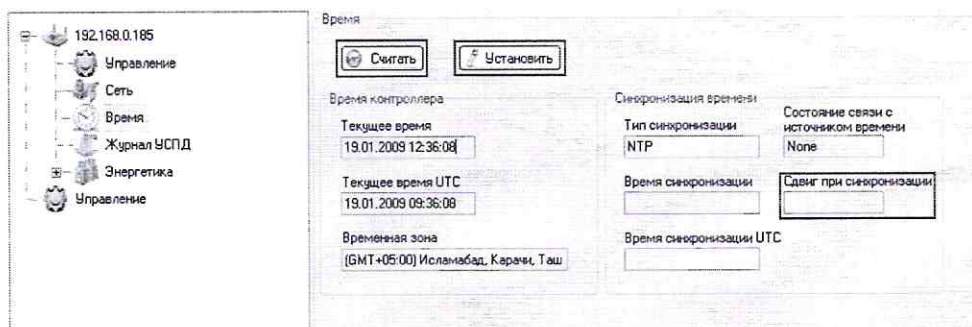 192.168.0.185
Управление
Сеть
Время
Журнал УСПД
Энергетика
Управление
Время
Считать
Установить
Время контроллера
Текущее время
19.01.2009 12:36:08
Текущее время UTC
19.01.2009 09:36:08
Временная зона
(GMT+05:00) Исламабад, Карачи, Таш
Синхронизация времени
Тип синхронизации
NTP
Состояние связи с
источником времени
None
Время синхронизации
Сдвиг при синхронизации
Время синхронизации UTC